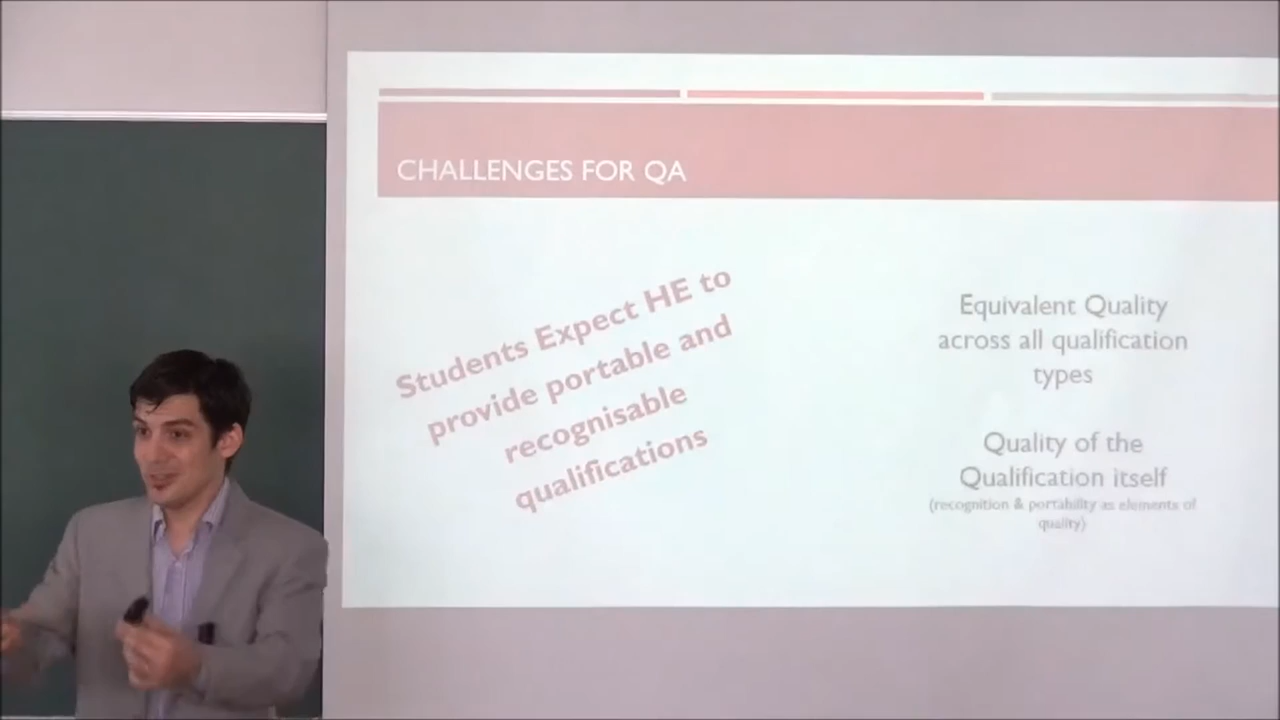 CHALLENGES FOR QA
Students Expect HE to
provide portable and
recognisable
qualifications
Equivalent Quality
across all qualification
types
Quality of the
Qualification itself
(recognition & portability as elements of
quality)